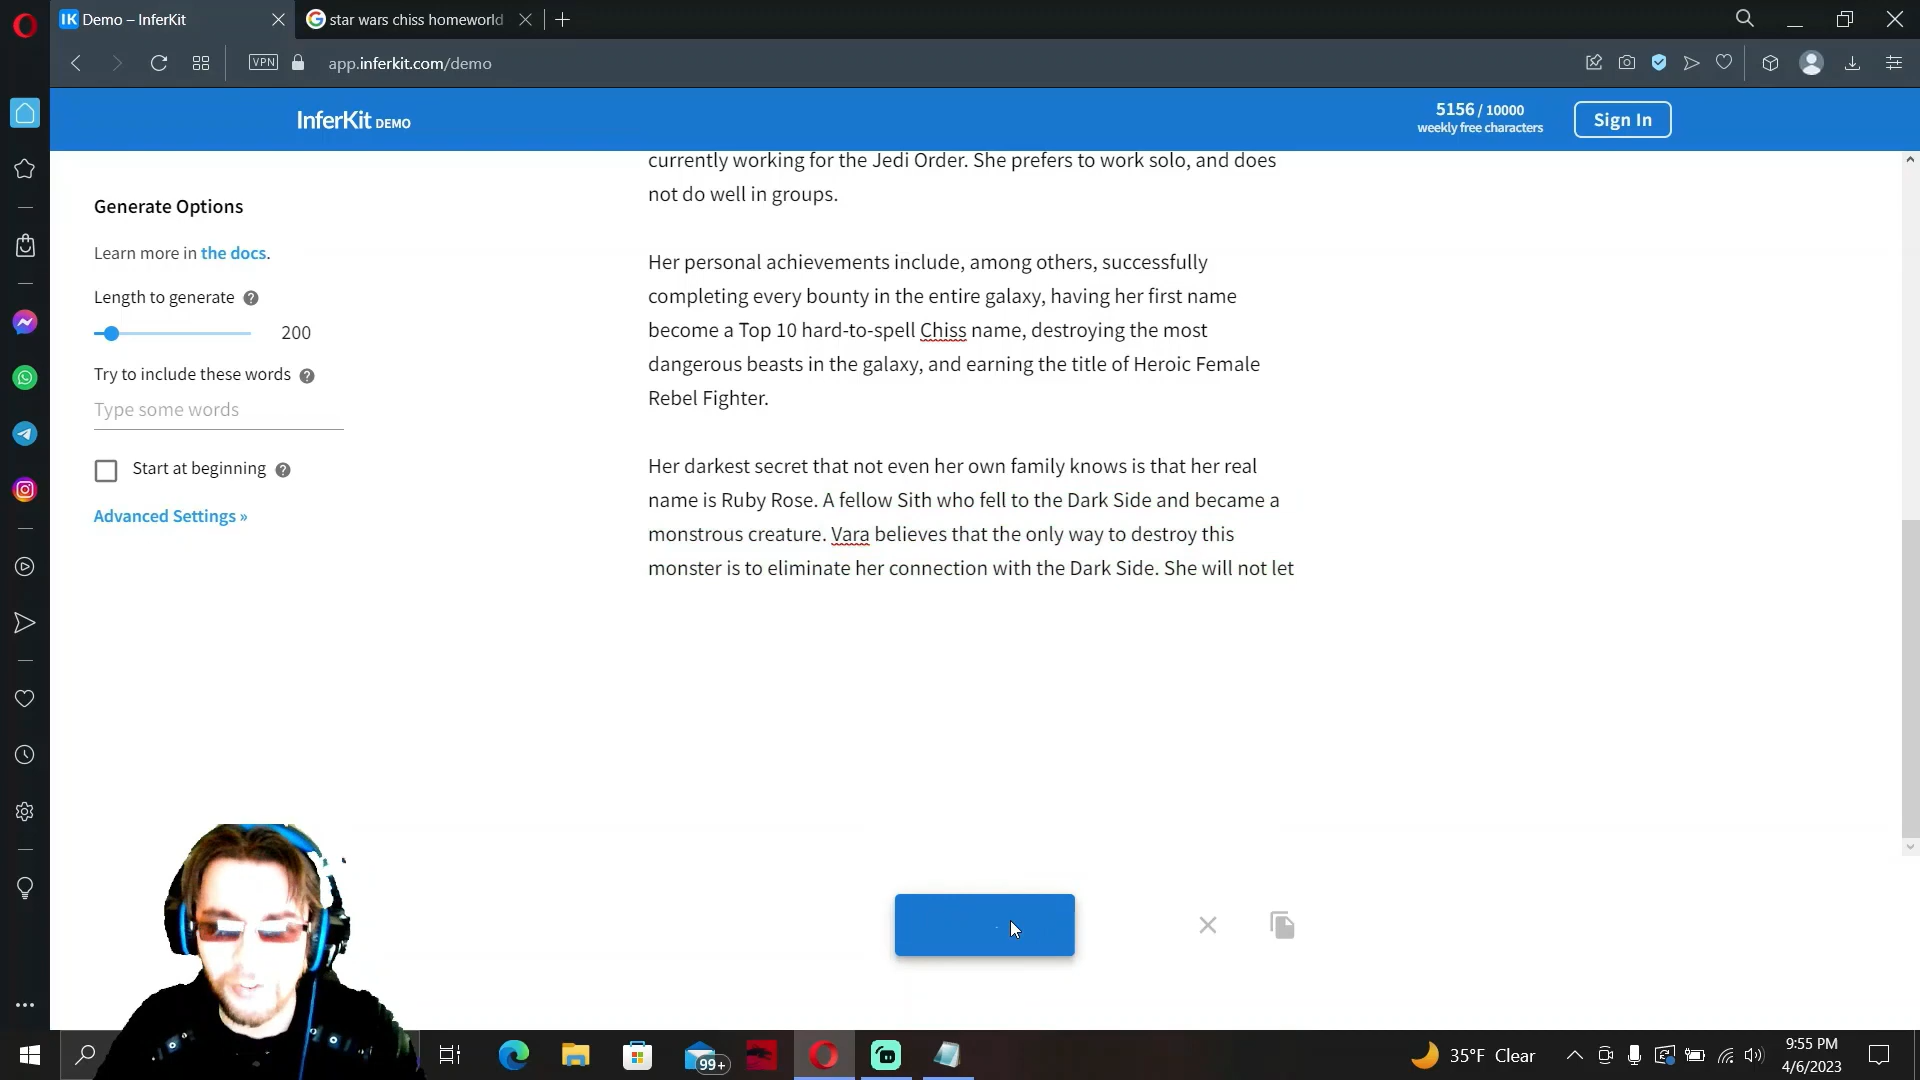 Demo – InferKit
star wars chiss homeworld
VPN
app.inferkit.com/demo
InferKit DEMO
5156 / 10000
weekly free characters
Sign In
Generate Options
Learn more in the docs.
Length to generate
200
Try to include these words
Type some words
Start at beginning
Advanced Settings »
currently working for the Jedi Order. She prefers to work solo, and does
not do well in groups.
Her personal achievements include, among others, successfully
completing every bounty in the entire galaxy, having her first name
become a Top 10 hard-to-spell Chiss name, destroying the most
dangerous beasts in the galaxy, and earning the title of Heroic Female
Rebel Fighter.
Her darkest secret that not even her own family knows is that her real
name is Ruby Rose. A fellow Sith who fell to the Dark Side and became a
monstrous creature. Vara believes that the only way to destroy this
monster is to eliminate her connection with the Dark Side. She will not let
99+
35°F Clear
9:55 PM
4/6/2023